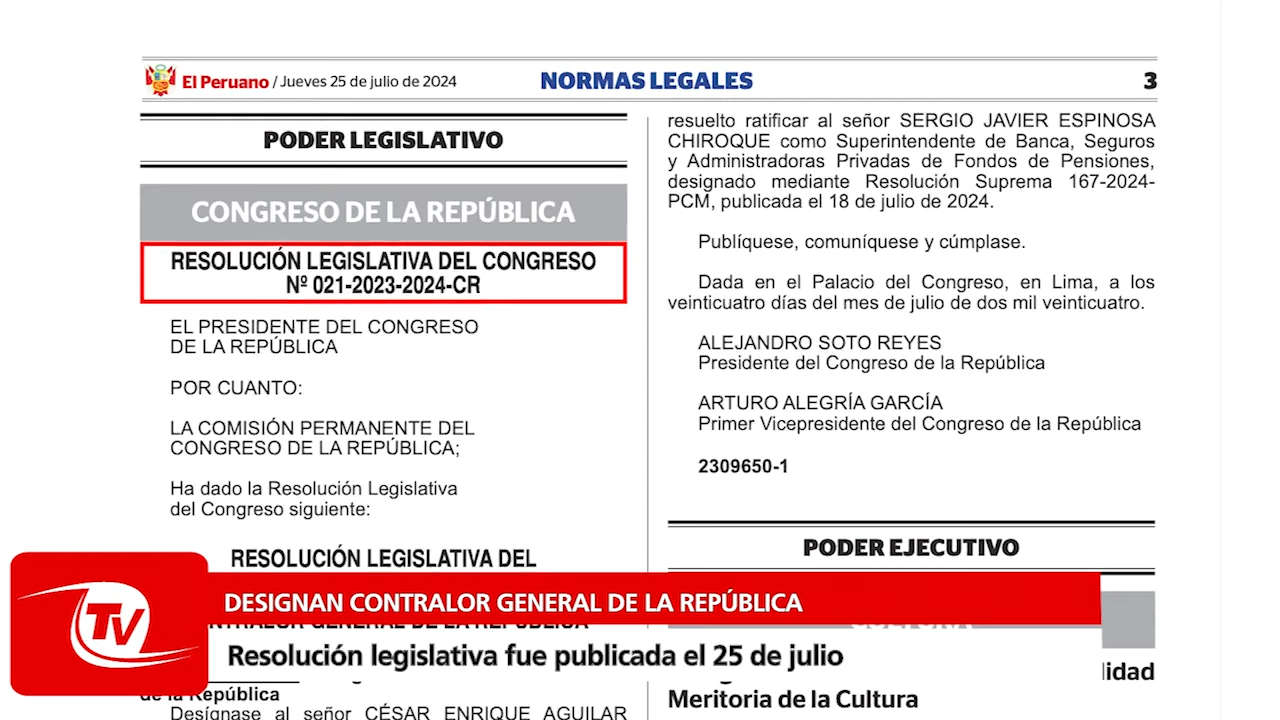 El Peruano / Jueves 25 de julio de 2024
NORMAS LEGALES
3
PODER LEGISLATIVO
CONGRESO DE LA REPÚBLICA
RESOLUCIÓN LEGISLATIVA DEL CONGRESO
Nº 021-2023-2024-CR
EL PRESIDENTE DEL CONGRESO
DE LA REPÚBLICA
POR CUANTO:
LA COMISIÓN PERMANENTE DEL
CONGRESO DE LA REPÚBLICA;
Ha dado la Resolución Legislativa
del Congreso siguiente:
RESOLUCIÓN LEGISLATIVA DEL
de la República
Desígnase al señor CÉSAR ENRIQUE AGUILAR
resuelto ratificar al señor SERGIO JAVIER ESPINOSA
CHIROQUE como Superintendente de Banca, Seguros
y Administradoras Privadas de Fondos de Pensiones,
designado mediante Resolución Suprema 167-2024-
PCM, publicada el 18 de julio de 2024.
Publíquese, comuníquese y cúmplase.
Dada en el Palacio del Congreso, en Lima, a los
veinticuatro días del mes de julio de dos mil veinticuatro.
ALEJANDRO SOTO REYES
Presidente del Congreso de la República
ARTURO ALEGRÍA GARCÍA
Primer Vicepresidente del Congreso de la República
2309650-1
PODER EJECUTIVO
Meritoria de la Cultura
TV
DESIGNAN CONTRALOR GENERAL DE LA REPÚBLICA
Resolución legislativa fue publicada el 25 de julio